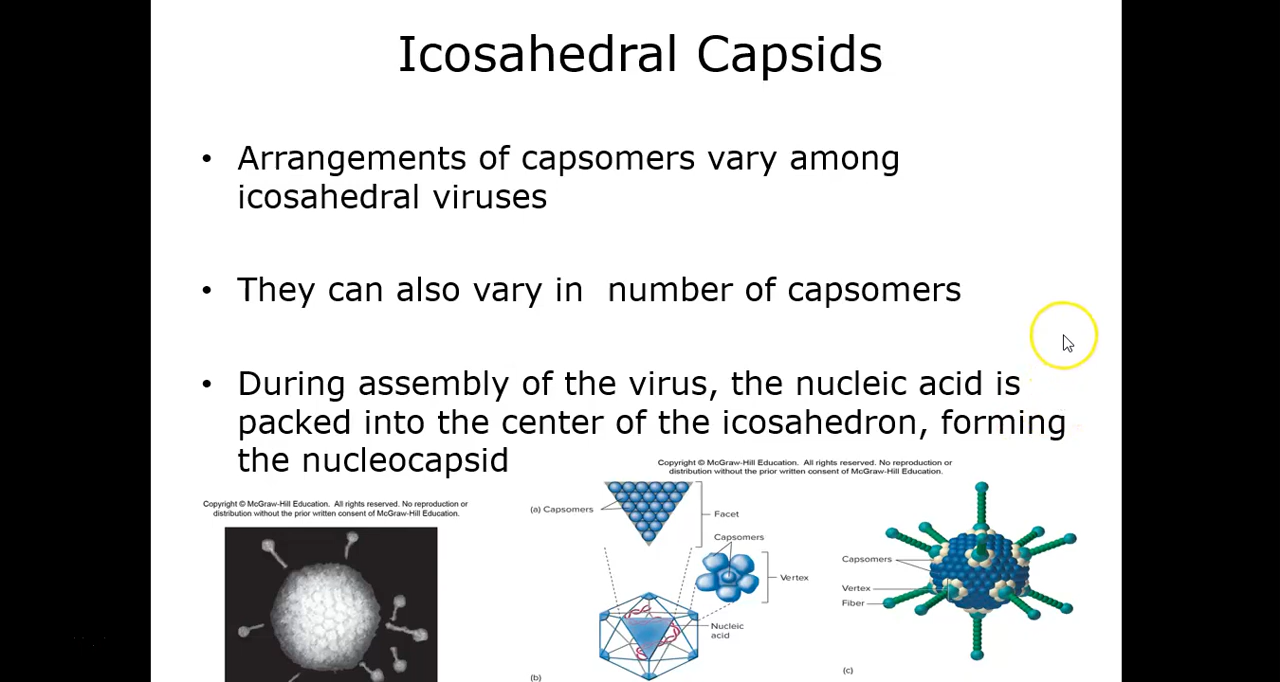 Icosahedral Capsids
• Arrangements of capsomers vary among
icosahedral viruses
• They can also vary in  number of capsomers
• During assembly of the virus, the nucleic acid is
packed into the center of the icosahedron, forming
the nucleocapsid
Copyright © McGraw-Hill Education. All rights reserved. No reproduction or
distribution without the prior written consent of McGraw-Hill Education.
Copyright © McGraw-Hill Education. All rights reserved. No reproduction or
distribution without the prior written consent of McGraw-Hill Education.
(a) Capsomers
Facet
Capsomers
Vertex
Nucleic
acid
(b)
Capsomers
Vertex
Fiber
(c)